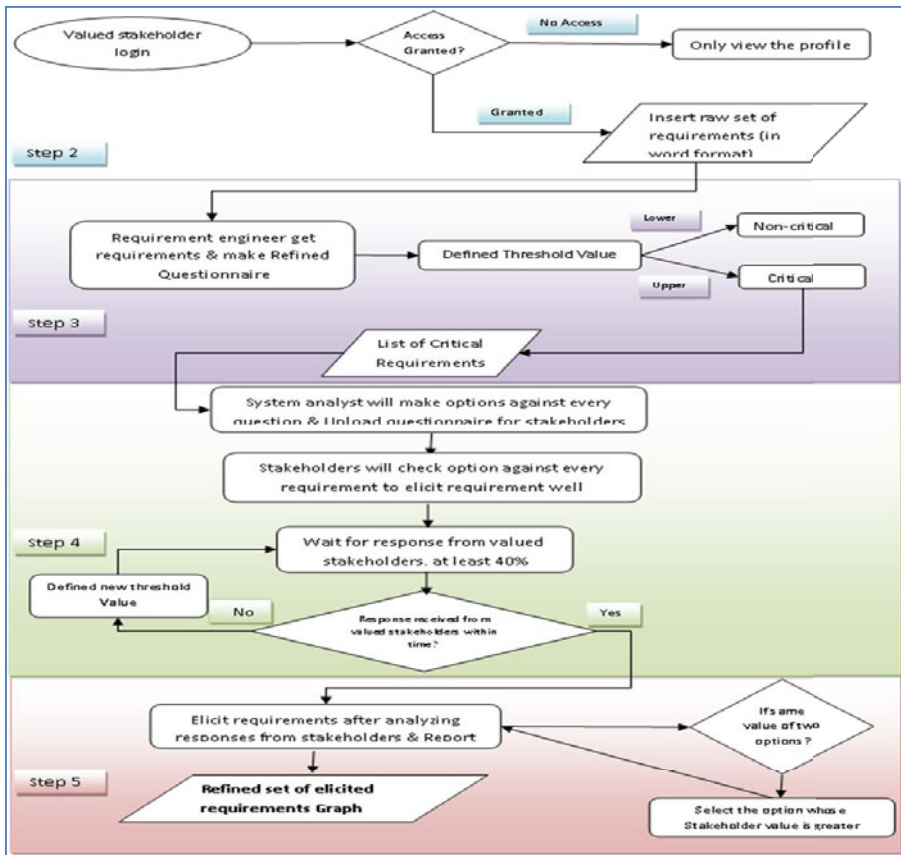 Valued stakeholder
login
Access
Granted?
No Access
Only view the profile
Granted
Insert raw set of
requirements (in
word format)
Step 2
Requirement engineer get
requirements & make Refined
Questionnaire
Defined Threshold Value
Lower
Non-critical
Upper
Critical
Step 3
List of Critical
Requirements
System analyst will make options against every
question & Upload questionnaire for stakeholders
Stakeholders will check option against every
requirement to elicit requirement well
Step 4
Wait for response from valued
stakeholders. at least 40%
Defined new threshold
Value
No
Response received from
valued stakeholders within
time?
Yes
Elicit requirements after analyzing
responses from stakeholders & Report
If same
value of two
options ?
Step 5
Refined set of elicited
requirements Graph
Select the option whose
Stakeholder value is greater